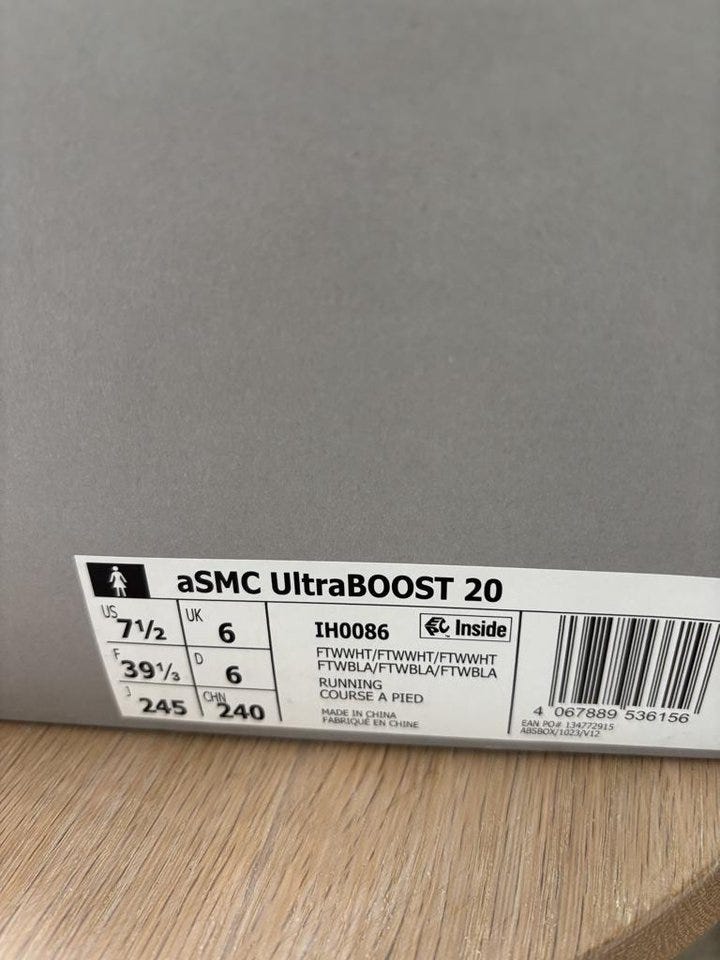 aSMC UltraBOOST 20
US 7½ UK 6
F 39⅓ D 6
J 245 CHN 240
IH0086 Inside
FTWWHT/FTWWHT/FTWWHT
FTWBLA/FTWBLA/FTWBLA
RUNNING
COURSE A PIED
MADE IN CHINA
FABRIQUÉ EN CHINE
4 067889 536156
EAN PO# 134772915
ABSBOX/1023/V12